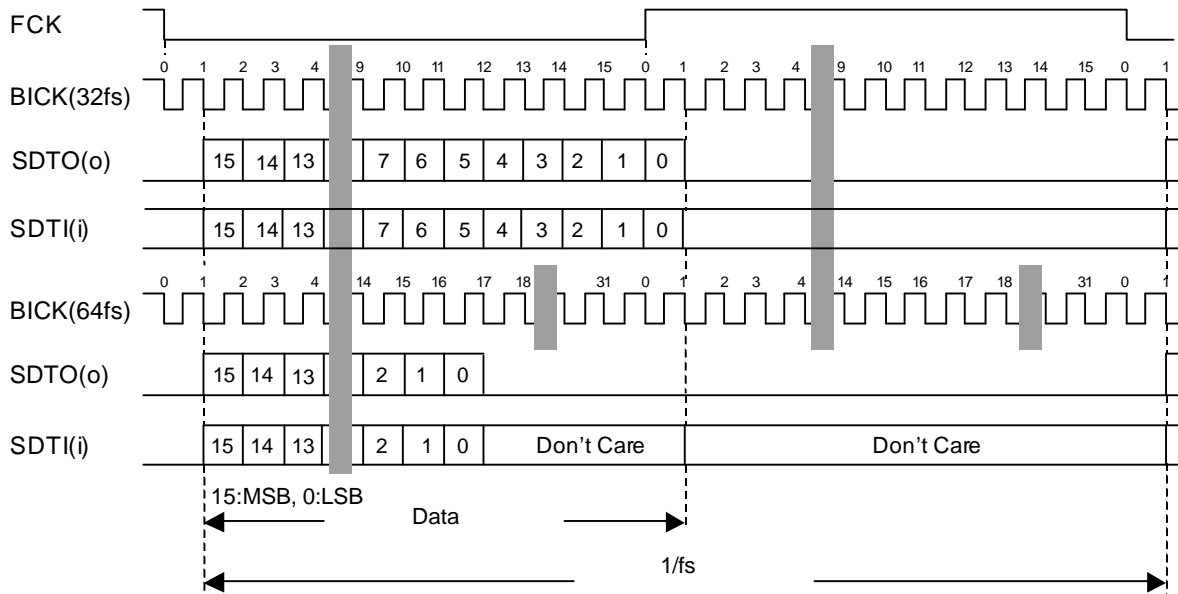 FCK
0 1 2 3 4 9 10 11 12 13 14 15 0 1 2 3 4 9 10 11 12 13 14 15 0 1
BICK(32fs)
SDTO(o) 15 14 13 7 6 5 4 3 2 1 0
SDTI(i) 15 14 13 7 6 5 4 3 2 1 0
0 1 2 3 4 14 15 16 17 18 31 0 1 2 3 4 14 15 16 17 18 31 0 1
BICK(64fs)
SDTO(o) 15 14 13 2 1 0
SDTI(i) 15 14 13 2 1 0 Don't Care Don't Care
15:MSB, 0:LSB
Data
1/fs